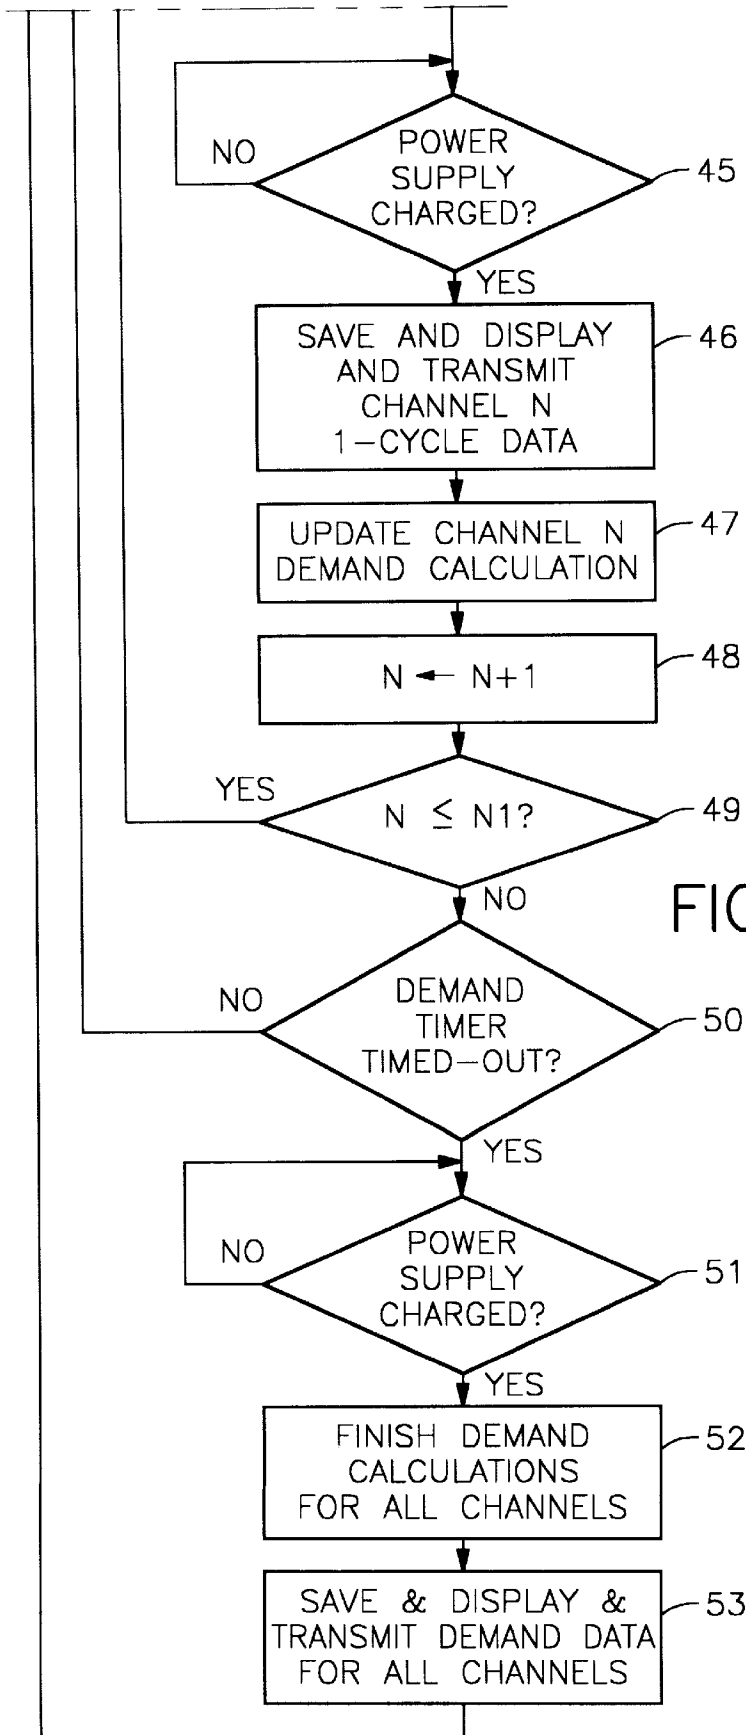 POWER
SUPPLY
CHARGED?
NO
45
YES
SAVE AND DISPLAY
AND TRANSMIT
CHANNEL N
1-CYCLE DATA
46
UPDATE CHANNEL N
DEMAND CALCULATION
47
N ← N+1
48
YES
N ≤ N1?
49
NO
FIG
NO
DEMAND
TIMER
TIMED-OUT?
50
YES
NO
POWER
SUPPLY
CHARGED?
51
YES
FINISH DEMAND
CALCULATIONS
FOR ALL CHANNELS
52
SAVE & DISPLAY &
TRANSMIT DEMAND DATA
FOR ALL CHANNELS
53